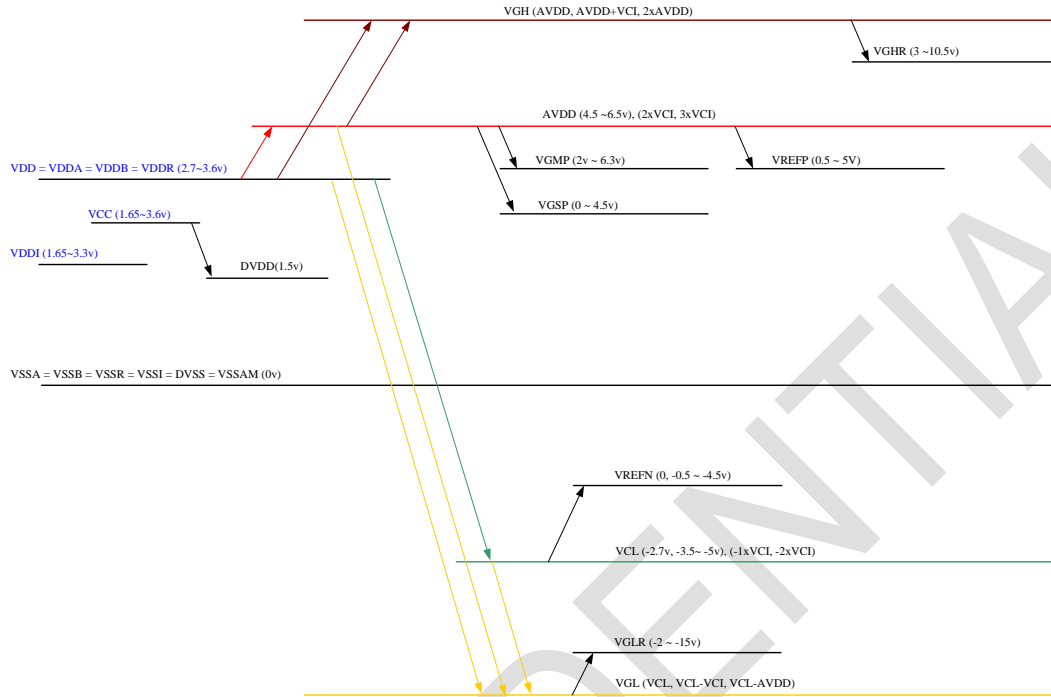 VGH (AVDD, AVDD+VCI, 2xAVDD)
VGHR (3 ~10.5v)
AVDD (4.5 ~6.5v), (2xVCI, 3xVCI)
VDD = VDDA = VDDB = VDDR (2.7~3.6v)
VGMP (2v ~ 6.3v)
VREFP (0.5 ~ 5V)
VGSP (0 ~ 4.5v)
VCC (1.65~3.6v)
VDDI (1.65~3.3v)
DVDD(1.5v)
VSSA = VSSB = VSSR = VSSI = DVSS = VSSAM (0v)
VREFN (0, -0.5 ~ -4.5v)
VCL (-2.7v, -3.5~ -5v), (-1xVCI, -2xVCI)
VGLR (-2 ~ -15v)
VGL (VCL, VCL-VCI, VCL-AVDD)
DENTIA